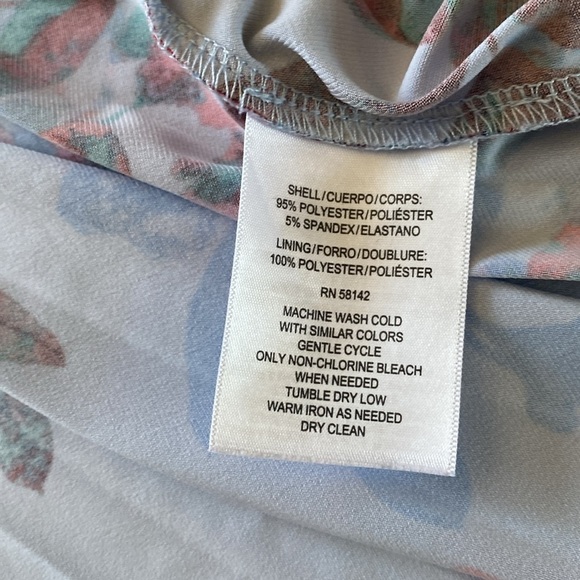 SHELL/CUERPO/CORPS:
95% POLYESTER/POLIÉSTER
5% SPANDEX/ELASTANO
LINING/FORRO/DOUBLURE:
100% POLYESTER/POLIÉSTER
RN 58142
MACHINE WASH COLD
WITH SIMILAR COLORS
GENTLE CYCLE
ONLY NON-CHLORINE BLEACH
WHEN NEEDED
TUMBLE DRY LOW
WARM IRON AS NEEDED
DRY CLEAN